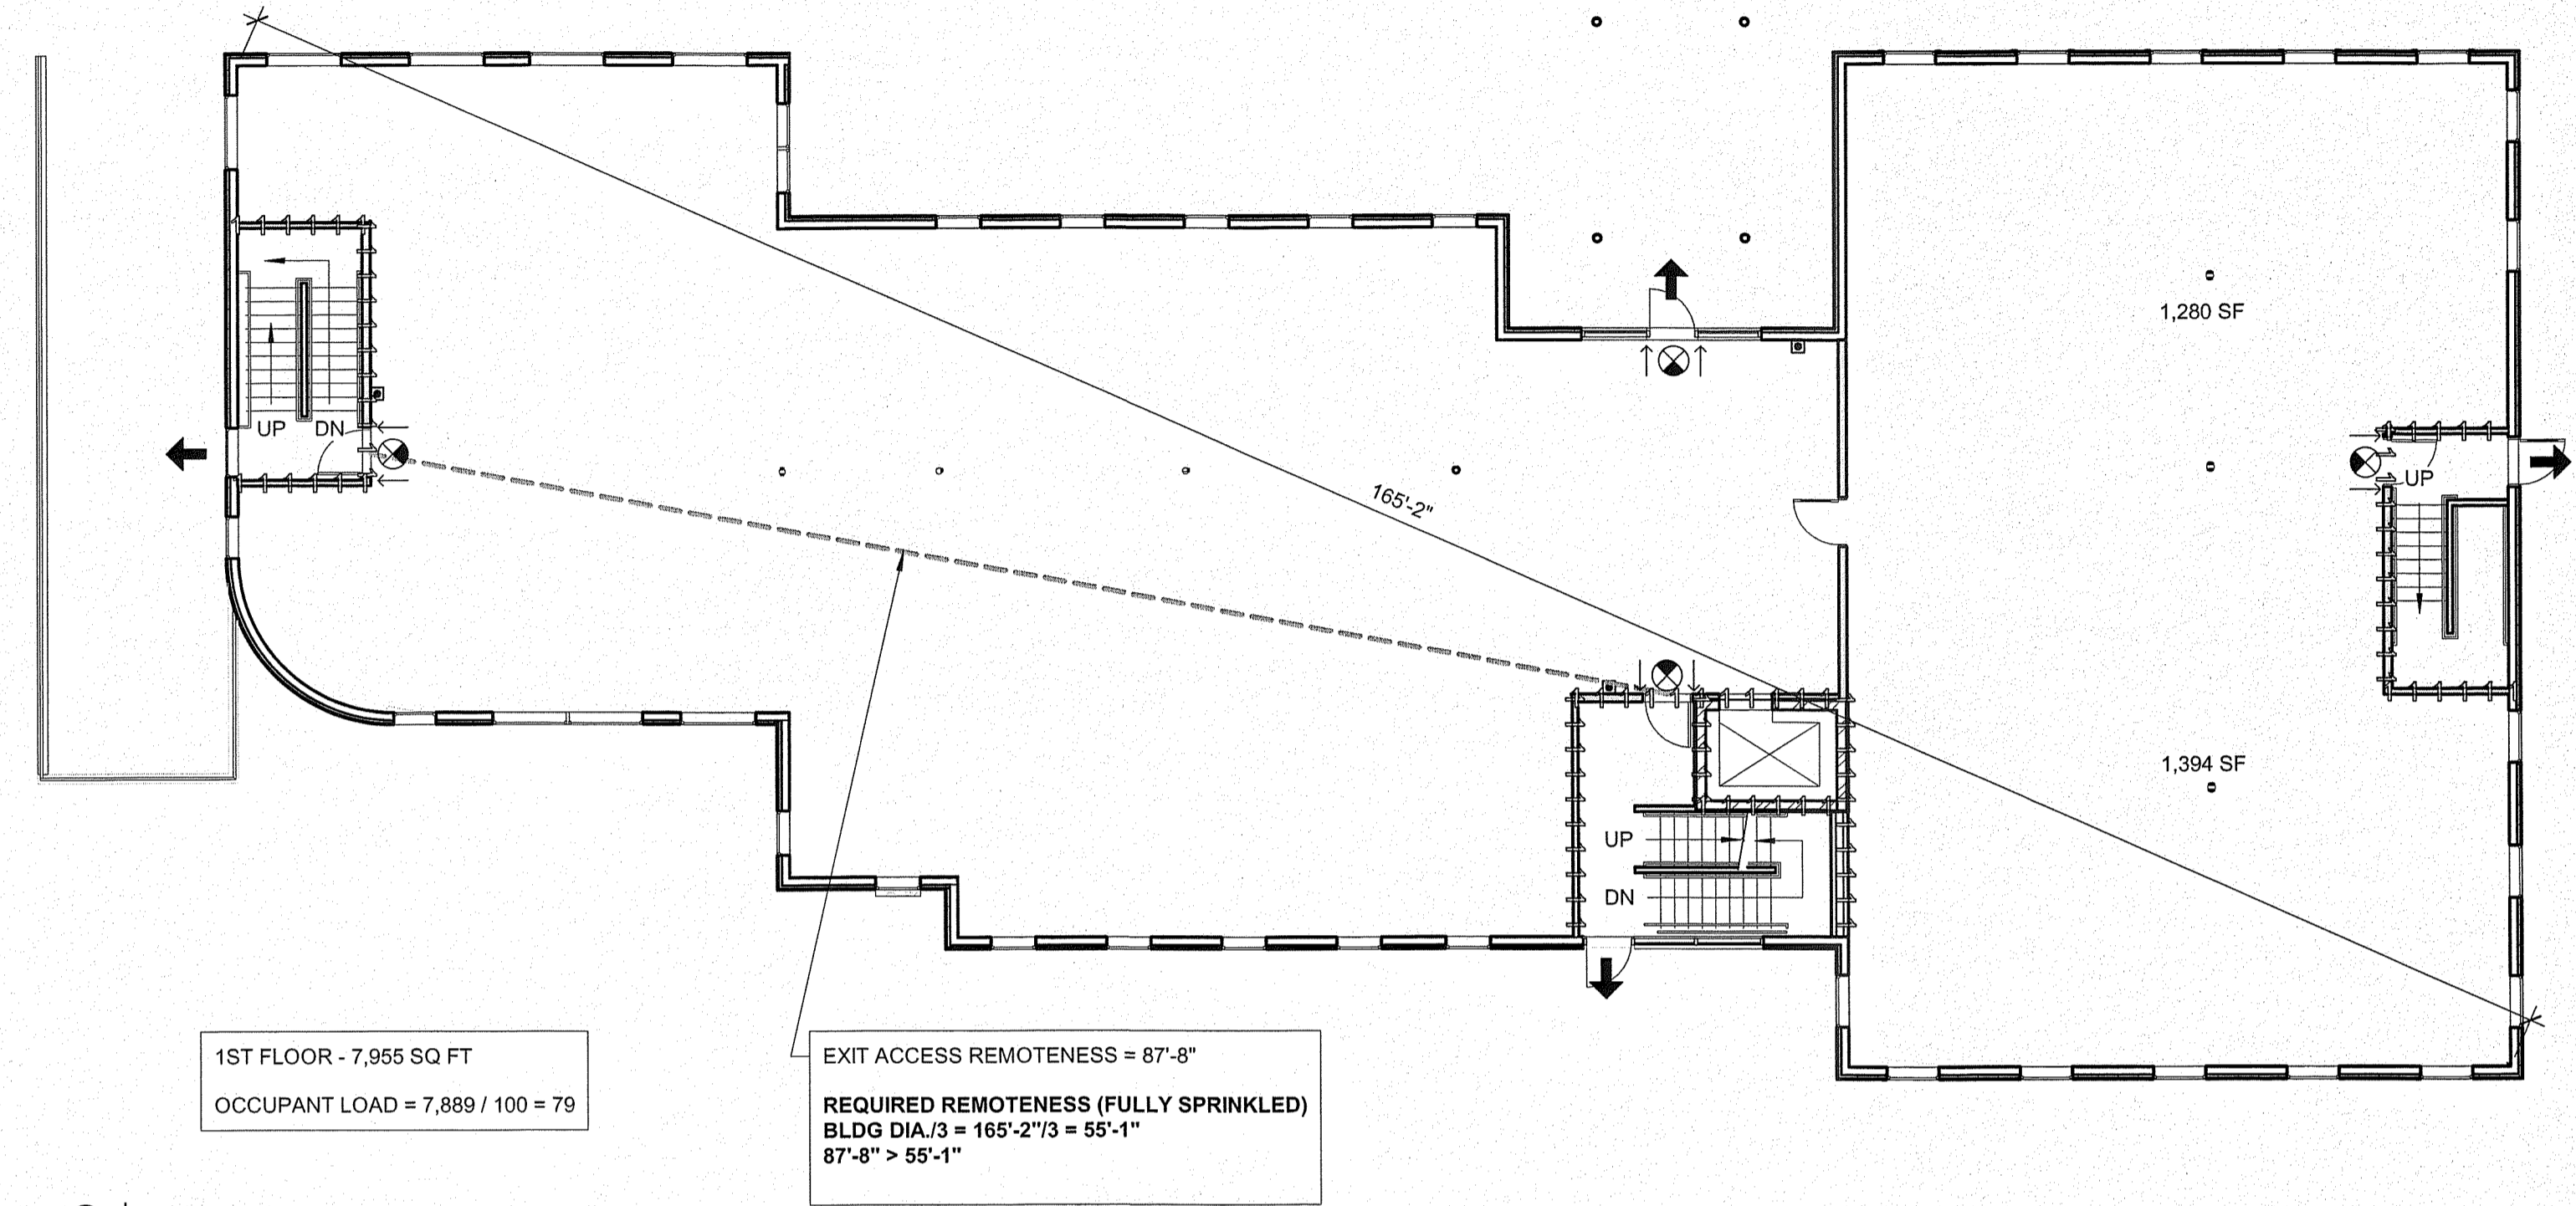 1,280 SF
UP DN
UP
165'-2"
1,394 SF
UP
DN
1ST FLOOR - 7,955 SQ FT
OCCUPANT LOAD = 7,889 / 100 = 79
EXIT ACCESS REMOTENESS = 87'-8"
REQUIRED REMOTENESS (FULLY SPRINKLED)
BLDG DIA./3 = 165'-2"/3 = 55'-1"
87'-8" > 55'-1"